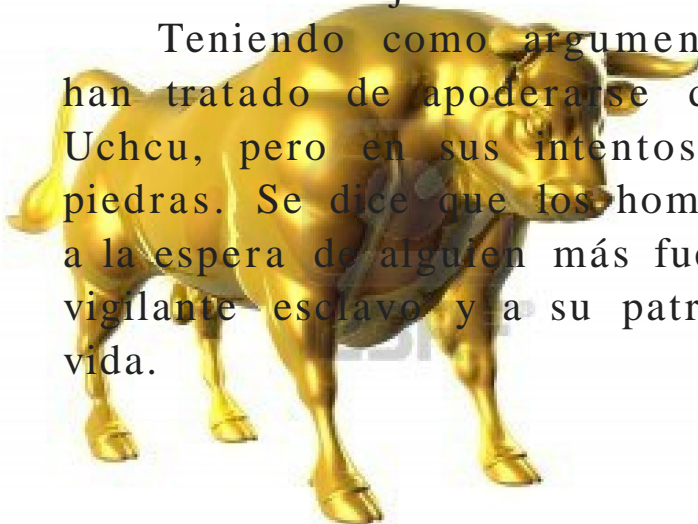 Teniendo como argumen
han tratado de apoderarse d
Uchcu, pero en sus intentos
piedras. Se dice que los hom
a la espera de alguien más fue
vigilante esclavo y a su patr
vida.